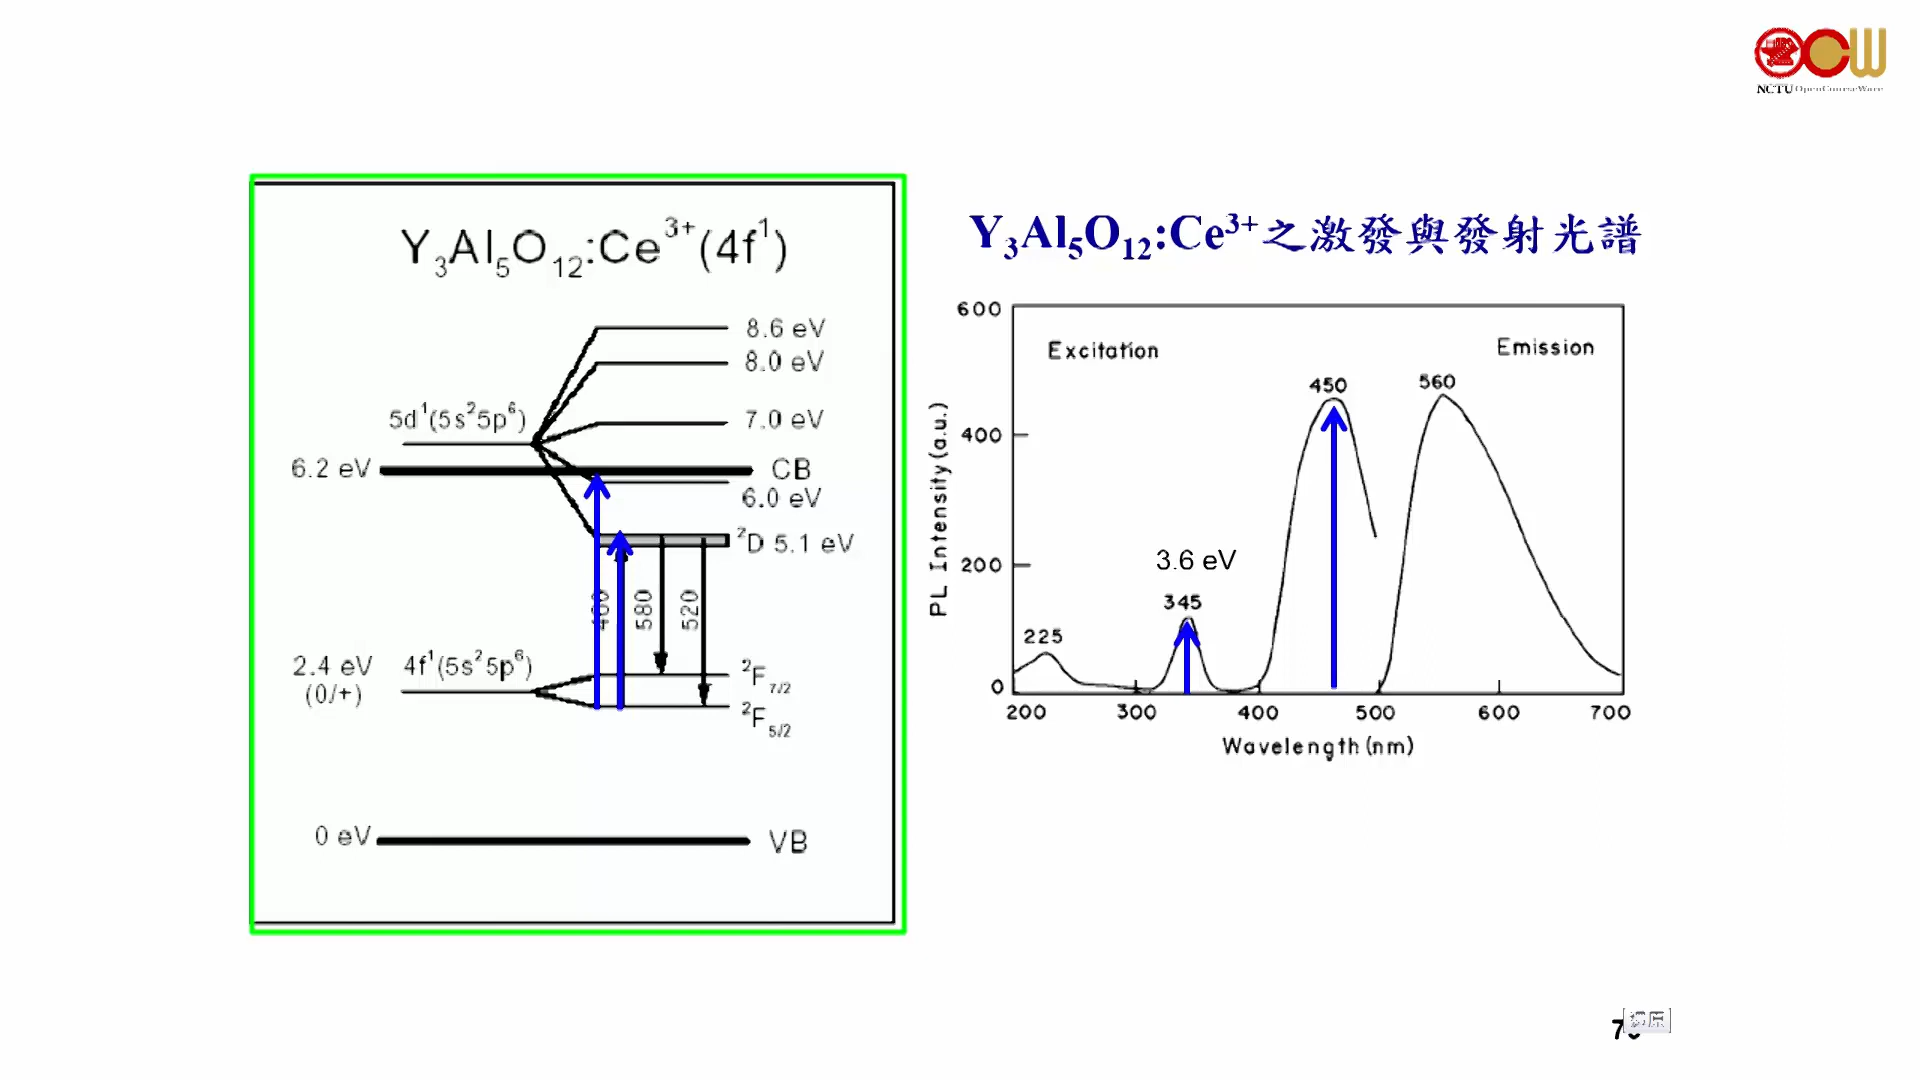 NCTU OpenCourseWare
Y3Al5O12:Ce3+(4f1)
8.6 eV
8.0 eV
5d1(5s25p6)
7.0 eV
6.2 eV
CB
6.0 eV
2D 5.1 eV
460
580
520
2.4 eV
(0/+)
4f1(5s25p6)
2F7/2
2F5/2
0 eV
VB
Y3Al5O12:Ce3+之激發與發射光譜
600
400
200
0
PL Intensity(a.u.)
Excitation
Emission
450
560
3.6 eV
345
225
200 300 400 500 600 700
Wavelength(nm)